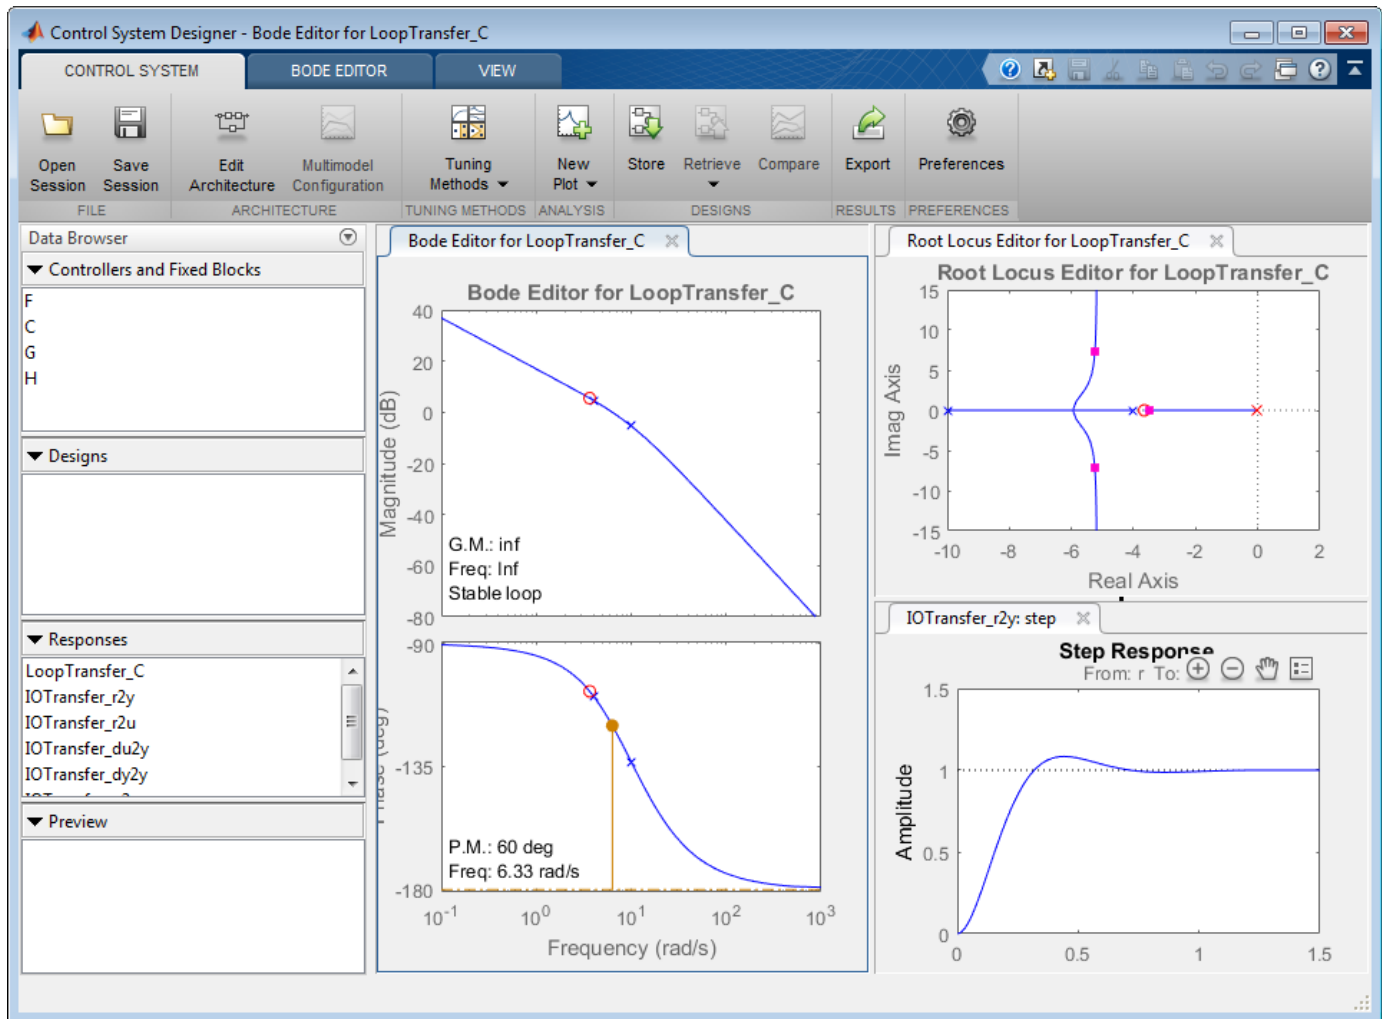 Control System Designer - Bode Editor for LoopTransfer_C
CONTROL SYSTEM
BODE EDITOR
VIEW
Open Session
Save Session
Edit Architecture
Multimodel Configuration
Tuning Methods
New Plot
Store
Retrieve
Compare
Export
Preferences
FILE
ARCHITECTURE
TUNING METHODS
ANALYSIS
DESIGNS
RESULTS
PREFERENCES
Data Browser
Controllers and Fixed Blocks
F
C
G
H
Designs
Responses
LoopTransfer_C
IOTransfer_r2y
IOTransfer_r2u
IOTransfer_du2y
IOTransfer_dy2y
Preview
Bode Editor for LoopTransfer_C
Bode Editor for LoopTransfer_C
Magnitude (dB)
40
20
0
-20
-40
-60
-80
G.M.: inf
Freq: Inf
Stable loop
Phase (deg)
-90
-135
-180
P.M.: 60 deg
Freq: 6.33 rad/s
10^-1
10^0
10^1
10^2
10^3
Frequency (rad/s)
Root Locus Editor for LoopTransfer_C
Root Locus Editor for LoopTransfer_C
Imag Axis
15
10
5
0
-5
-10
-15
-10
-8
-6
-4
-2
0
2
Real Axis
IOTransfer_r2y: step
Step Response
From: r To:
Amplitude
1.5
1
0.5
0
0
0.5
1
1.5